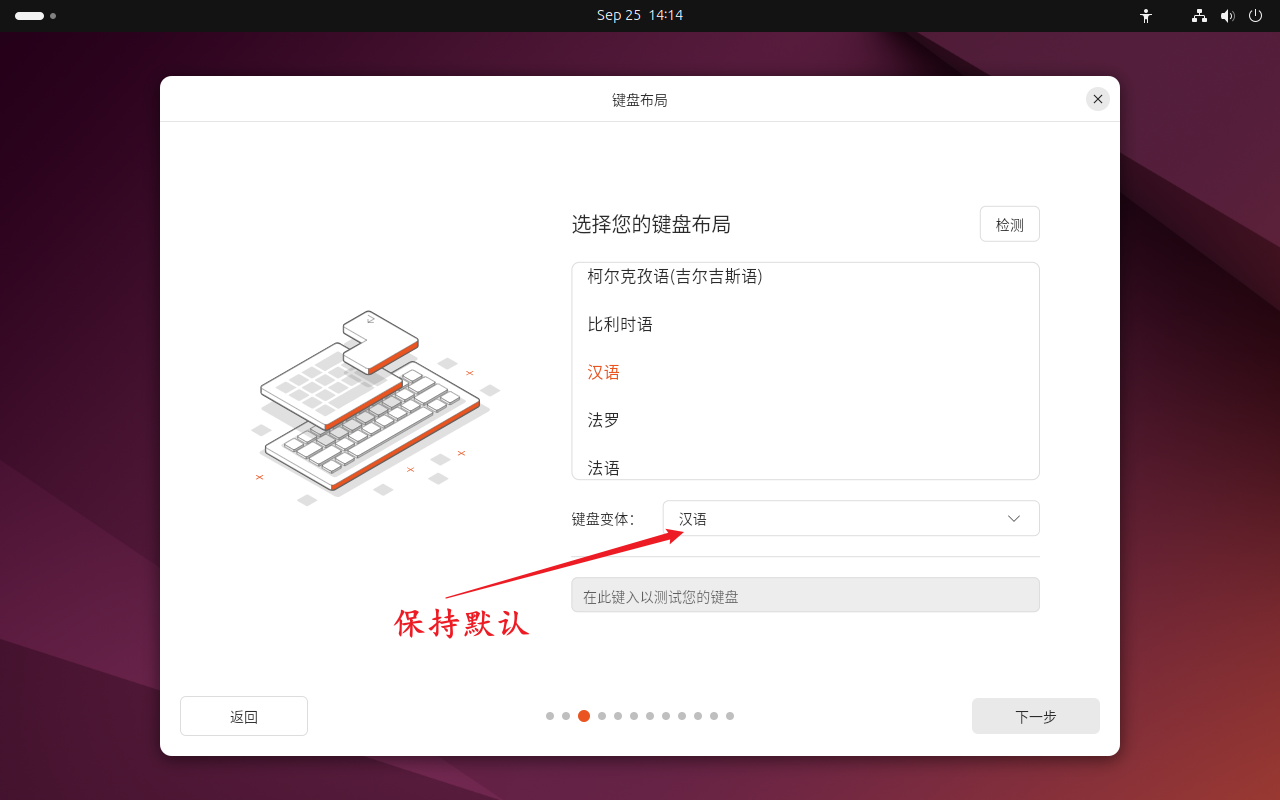 Sep 25 14:14
键盘布局
选择您的键盘布局
检测
柯尔克孜语(吉尔吉斯语)
比利时语
汉语
法罗
法语
键盘变体：
汉语
在此键入以测试您的键盘
保持默认
返回
下一步